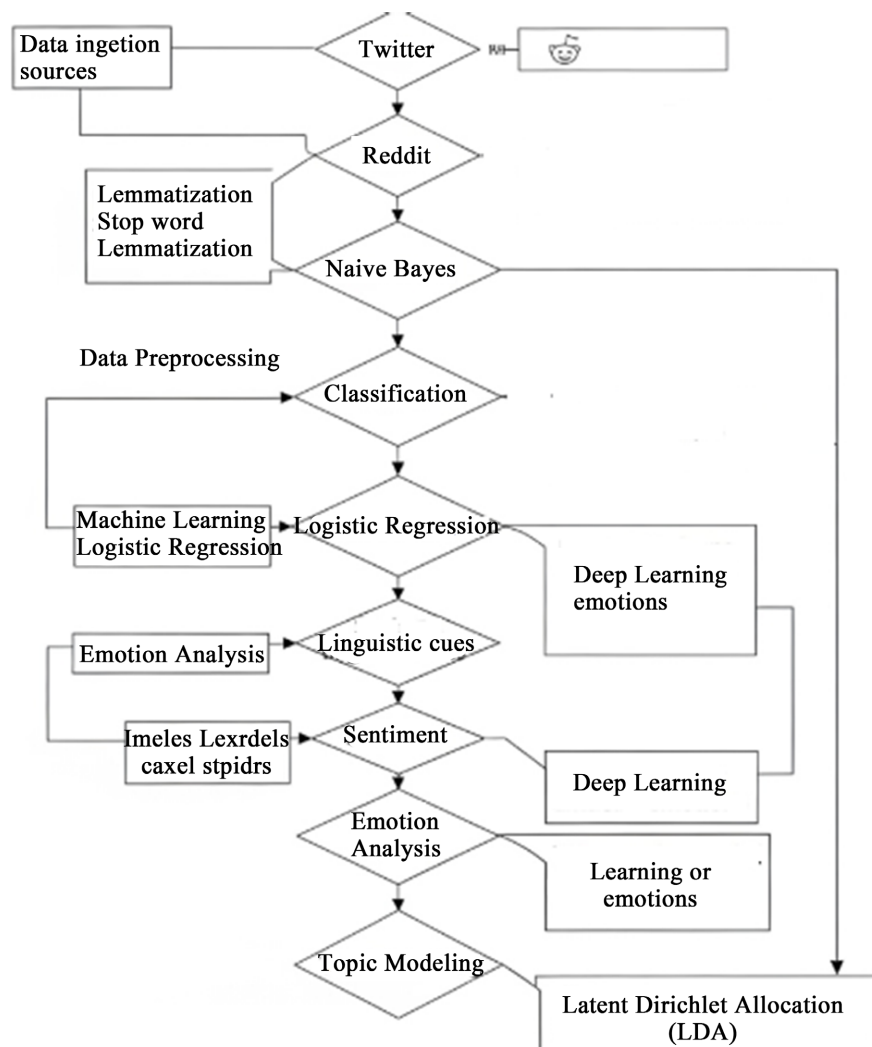 Data ingetion
sources
Twitter
Reddit
Lemmatization
Stop word
Lemmatization
Naive Bayes
Data Preprocessing
Classification
Machine Learning
Logistic Regression
Logistic Regression
Deep Learning
emotions
Emotion Analysis
Linguistic cues
Imeles Lexrdels
caxel stpidrs
Sentiment
Deep Learning
Emotion
Analysis
Learning or
emotions
Topic Modeling
Latent Dirichlet Allocation
(LDA)